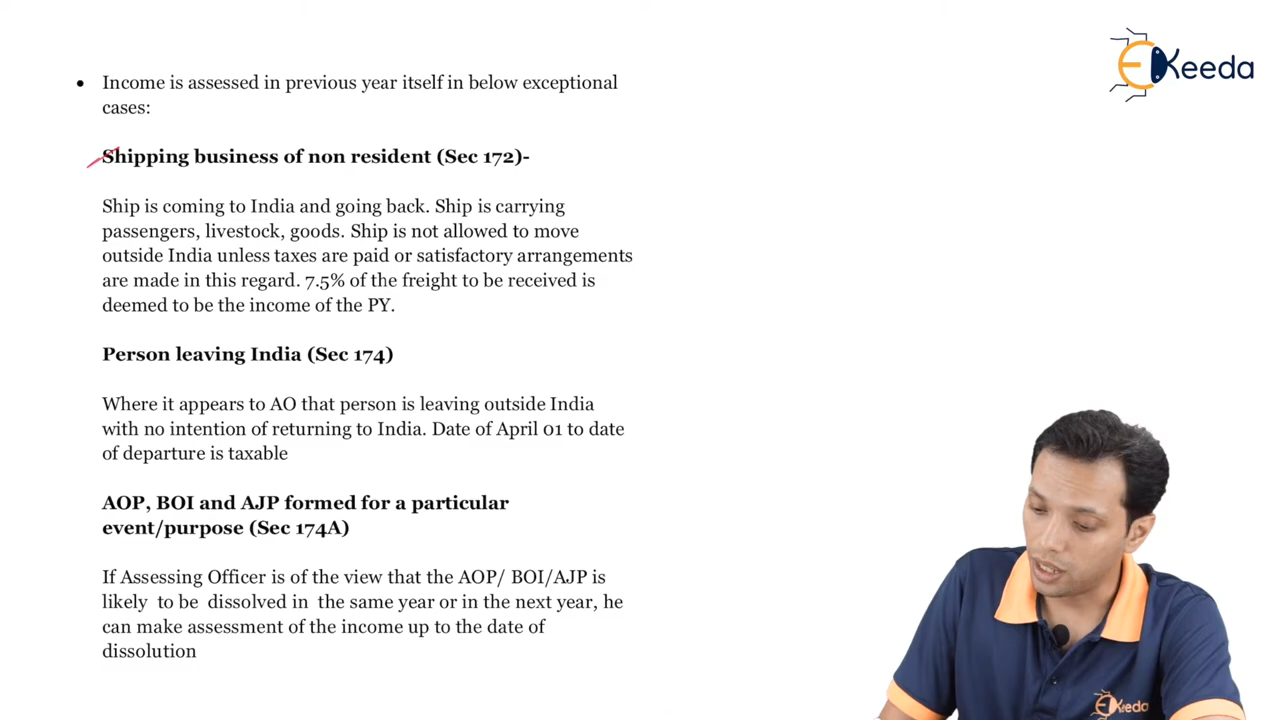 EKeeda
• Income is assessed in previous year itself in below exceptional
cases:
Shipping business of non resident (Sec 172)-
Ship is coming to India and going back. Ship is carrying
passengers, livestock, goods. Ship is not allowed to move
outside India unless taxes are paid or satisfactory arrangements
are made in this regard. 7.5% of the freight to be received is
deemed to be the income of the PY.
Person leaving India (Sec 174)
Where it appears to AO that person is leaving outside India
with no intention of returning to India. Date of April 01 to date
of departure is taxable
AOP, BOI and AJP formed for a particular
event/purpose (Sec 174A)
If Assessing Officer is of the view that the AOP/ BOI/AJP is
likely to be dissolved in the same year or in the next year, he
can make assessment of the income up to the date of
dissolution
EKeeda